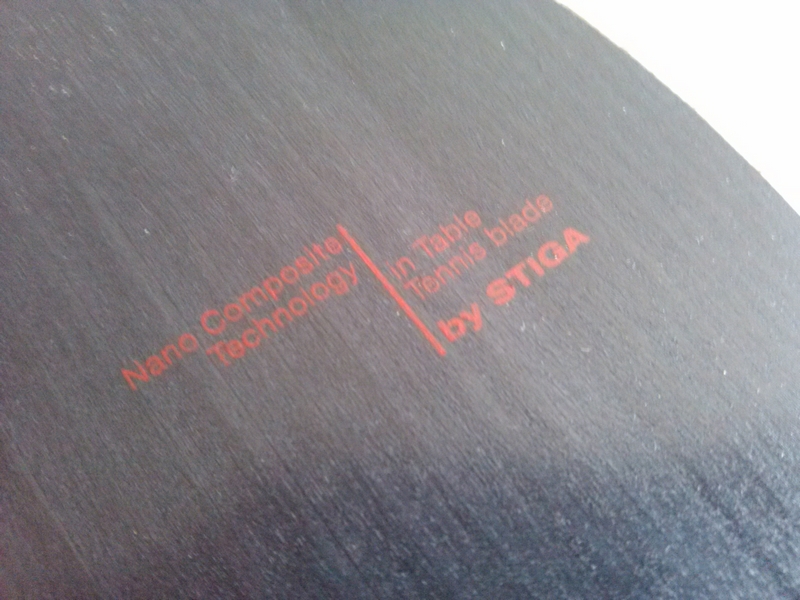 Nano Composite
Technology
in Table
Tennis blade
by STIGA